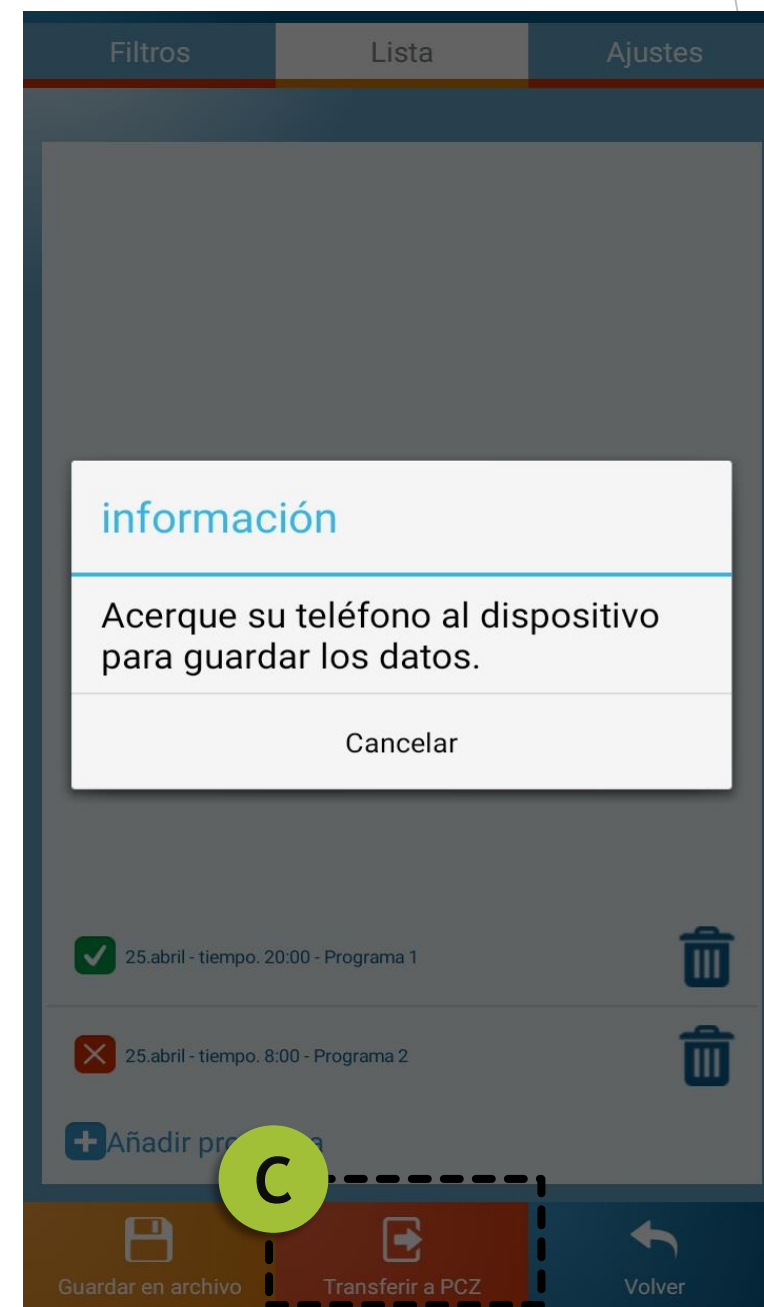 Filtros Lista Ajustes
información
Acerque su teléfono al dispositivo
para guardar los datos.
Cancelar
25.abril - tiempo. 20:00 - Programa 1
25.abril - tiempo. 8:00 - Programa 2
Añadir
C
Guardar en archivo Transferir a PCZ Volver